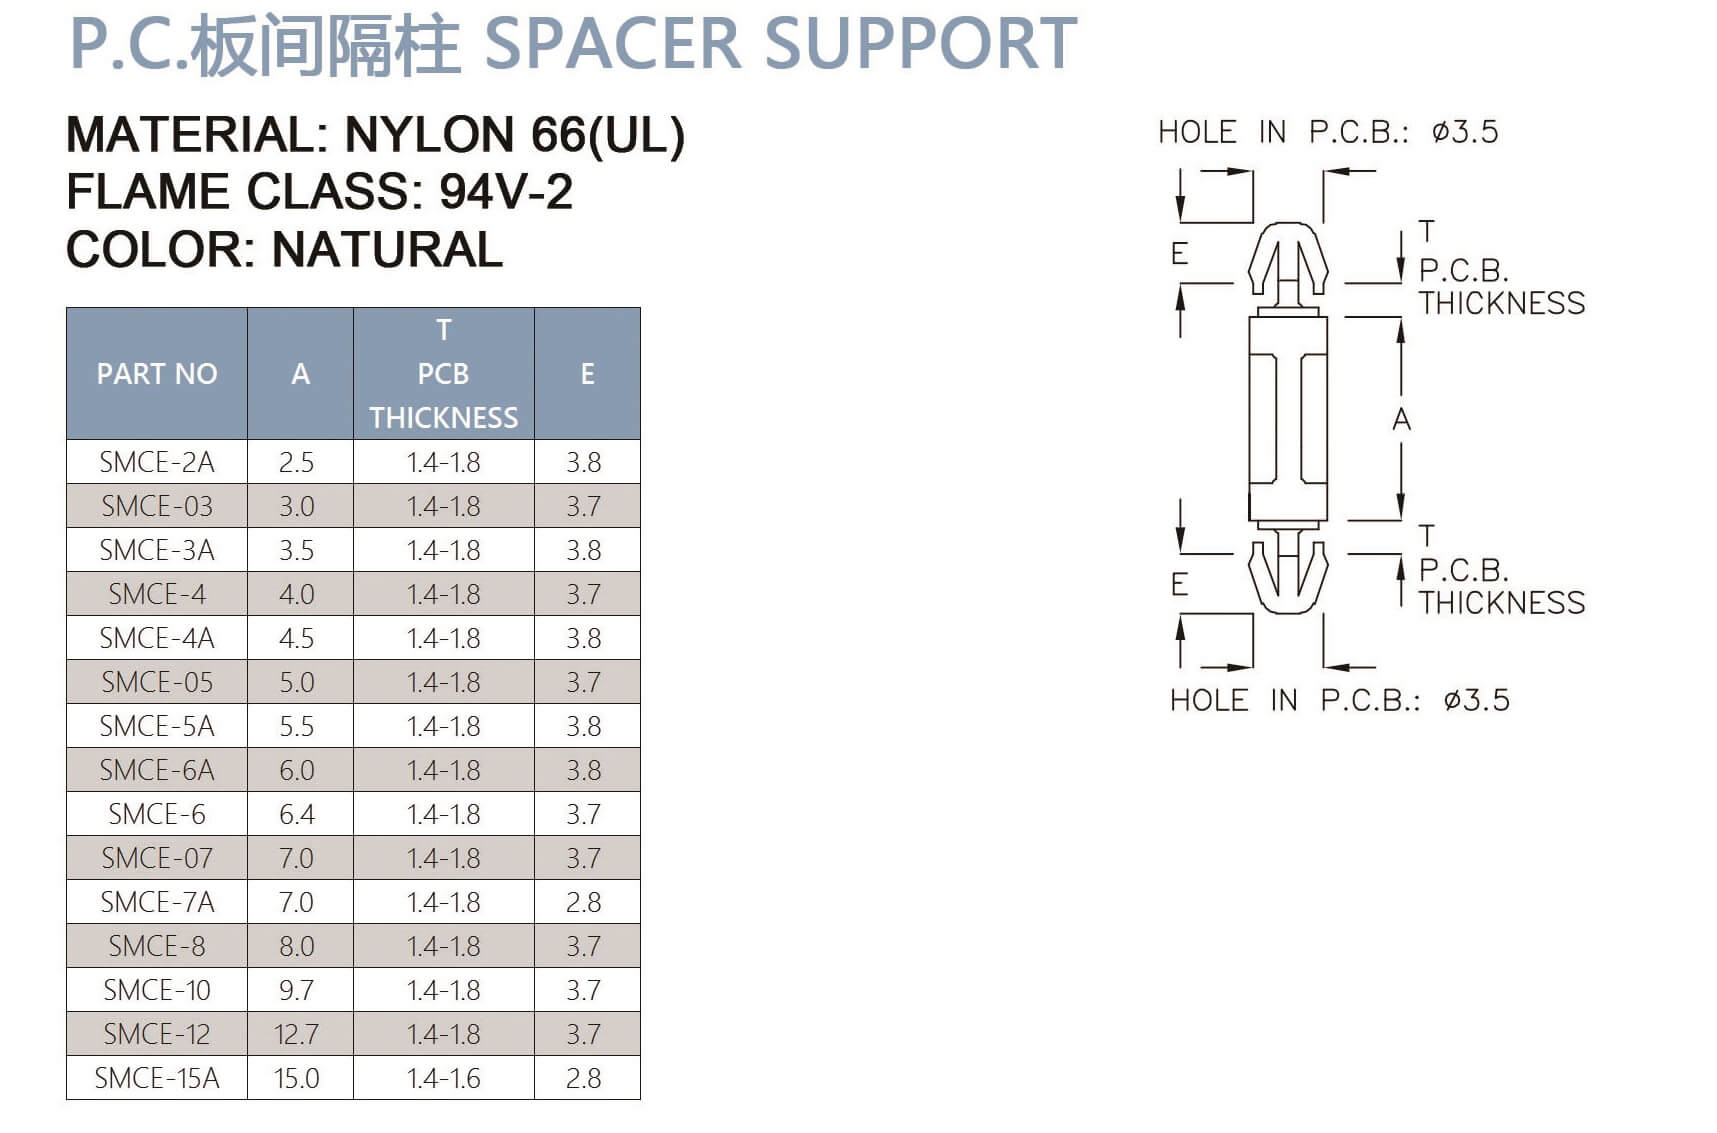 P.C.板间隔柱 SPACER SUPPORT
MATERIAL: NYLON 66(UL)
FLAME CLASS: 94V-2
COLOR: NATURAL
PART NO A T PCB THICKNESS E
SMCE-2A 2.5 1.4-1.8 3.8
SMCE-03 3.0 1.4-1.8 3.7
SMCE-3A 3.5 1.4-1.8 3.8
SMCE-4 4.0 1.4-1.8 3.7
SMCE-4A 4.5 1.4-1.8 3.8
SMCE-05 5.0 1.4-1.8 3.7
SMCE-5A 5.5 1.4-1.8 3.8
SMCE-6A 6.0 1.4-1.8 3.8
SMCE-6 6.4 1.4-1.8 3.7
SMCE-07 7.0 1.4-1.8 3.7
SMCE-7A 7.0 1.4-1.8 2.8
SMCE-8 8.0 1.4-1.8 3.7
SMCE-10 9.7 1.4-1.8 3.7
SMCE-12 12.7 1.4-1.8 3.7
SMCE-15A 15.0 1.4-1.6 2.8
HOLE IN P.C.B.: ø3.5
E
T
P.C.B.
THICKNESS
A
T
P.C.B.
THICKNESS
E
HOLE IN P.C.B.: ø3.5